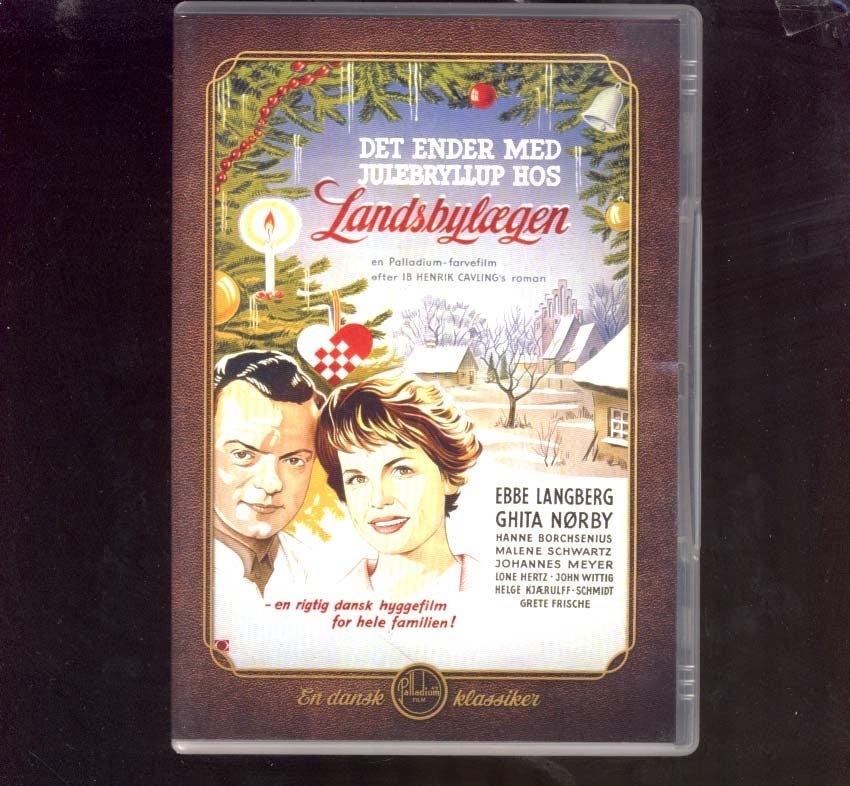 DET ENDER MED
JULEBRYLLUP HOS
Landsbylægen
en Palladium-farvefilm
efter IB HENRIK CAVLING's roman
EBBE LANGBERG
GHITA NØRBY
HANNE BORCHSENIUS
MALENE SCHWARTZ
JOHANNES MEYER
LONE HERTZ · JOHN WITTIG
HELGE KJÆRULFF-SCHMIDT
GRETE FRISCHE
- en rigtig dansk hyggefilm
for hele familien!
En dansk Palladium FILM klassiker